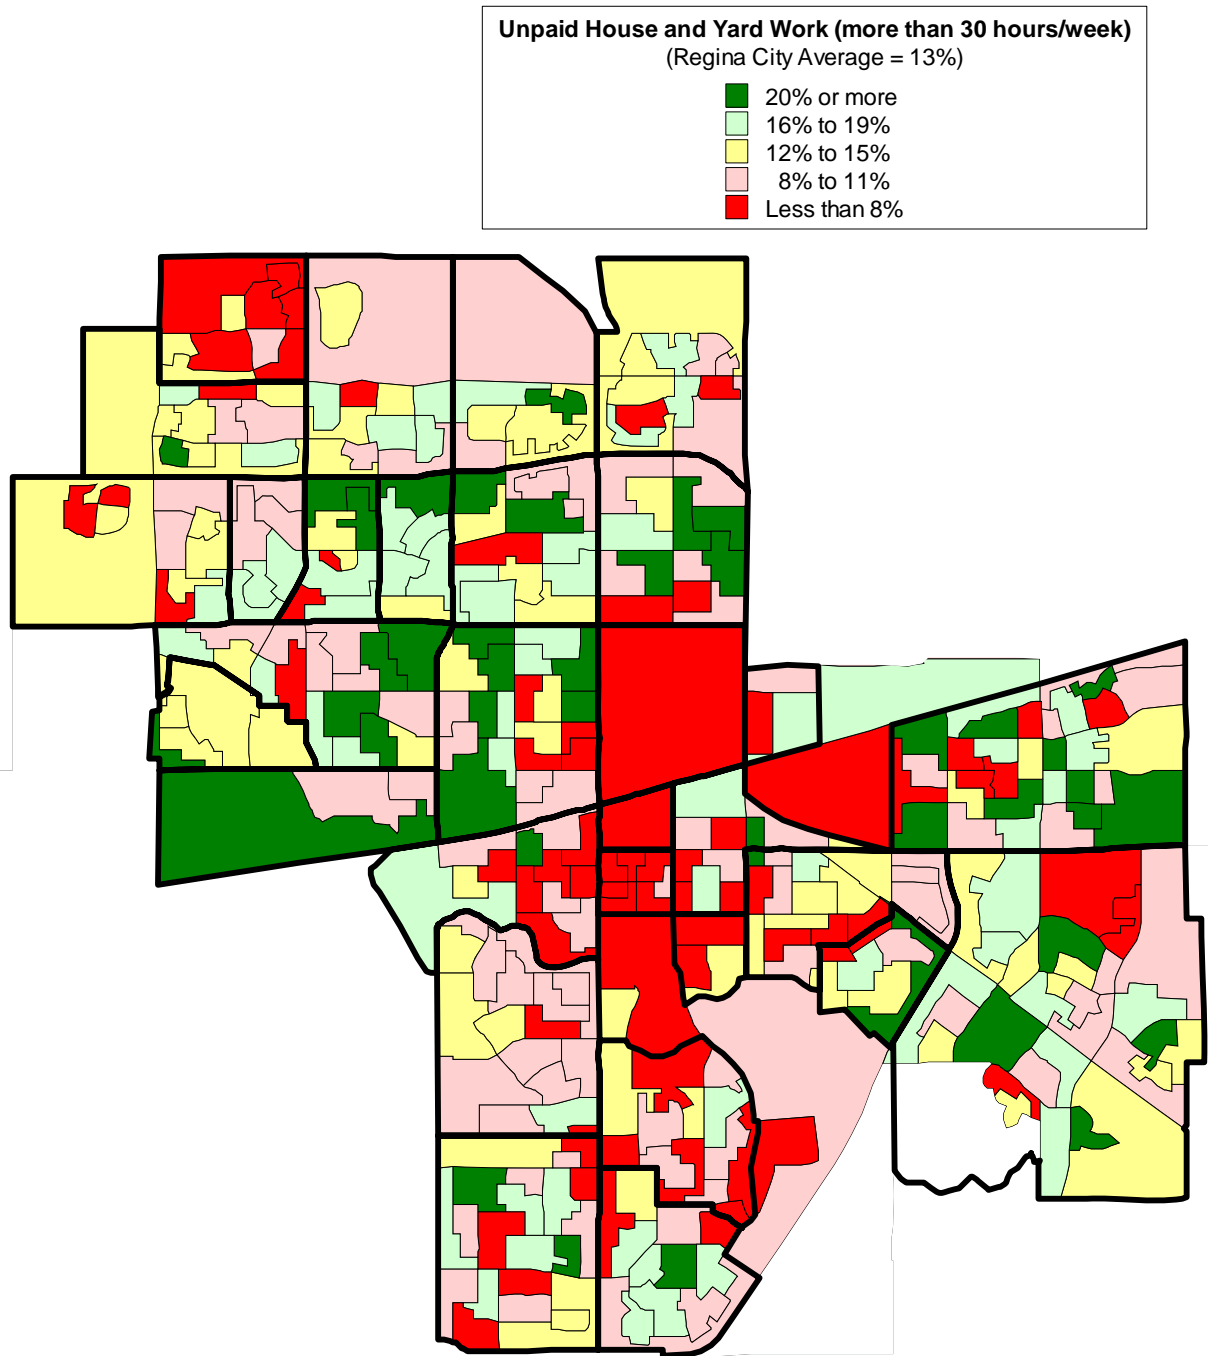 Unpaid House and Yard Work (more than 30 hours/week)
(Regina City Average = 13%)
20% or more
16% to 19%
12% to 15%
8% to 11%
Less than 8%